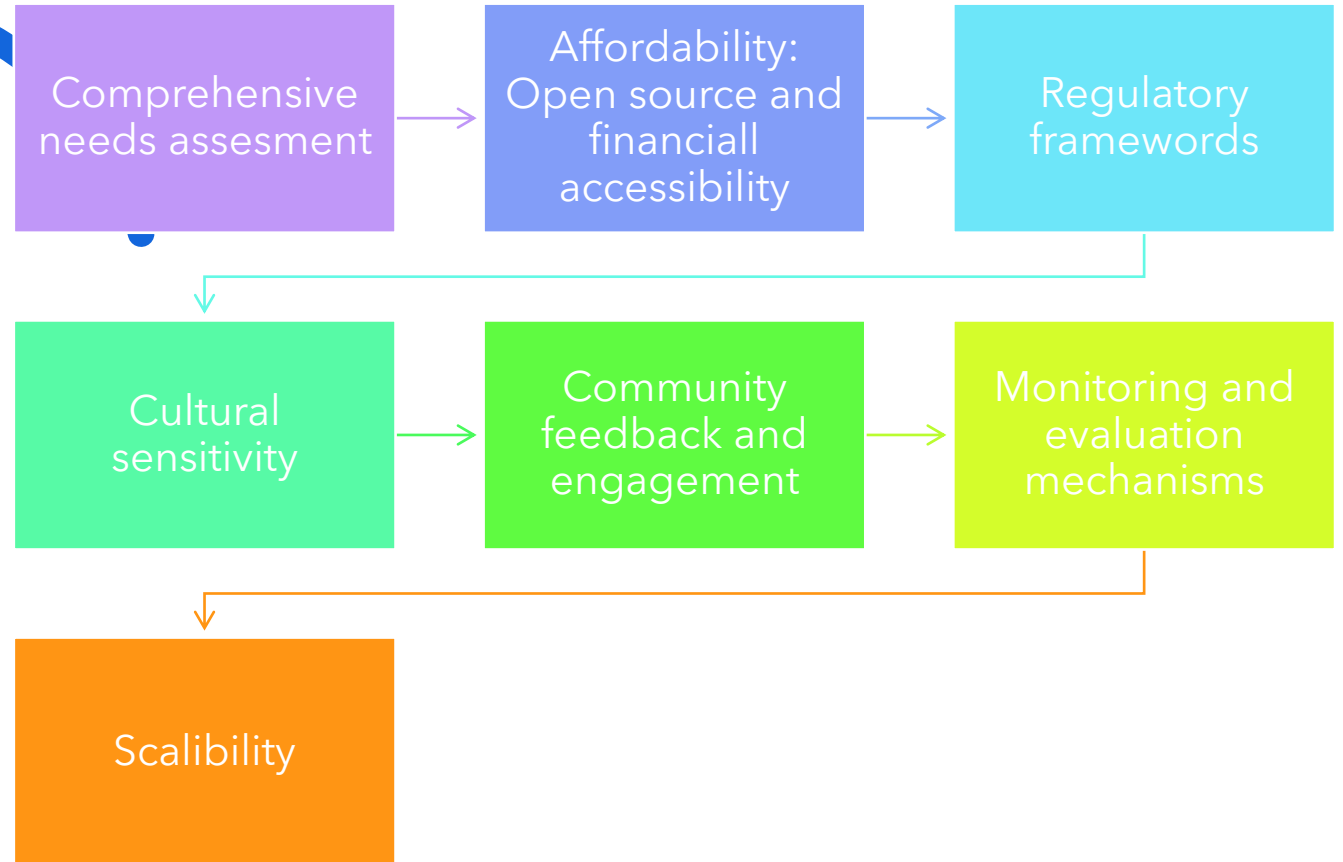 Comprehensive
needs assesment
Affordability:
Open source and
financiall
accessibility
Regulatory
framewords
Cultural
sensitivity
Community
feedback and
engagement
Monitoring and
evaluation
mechanisms
Scalibility